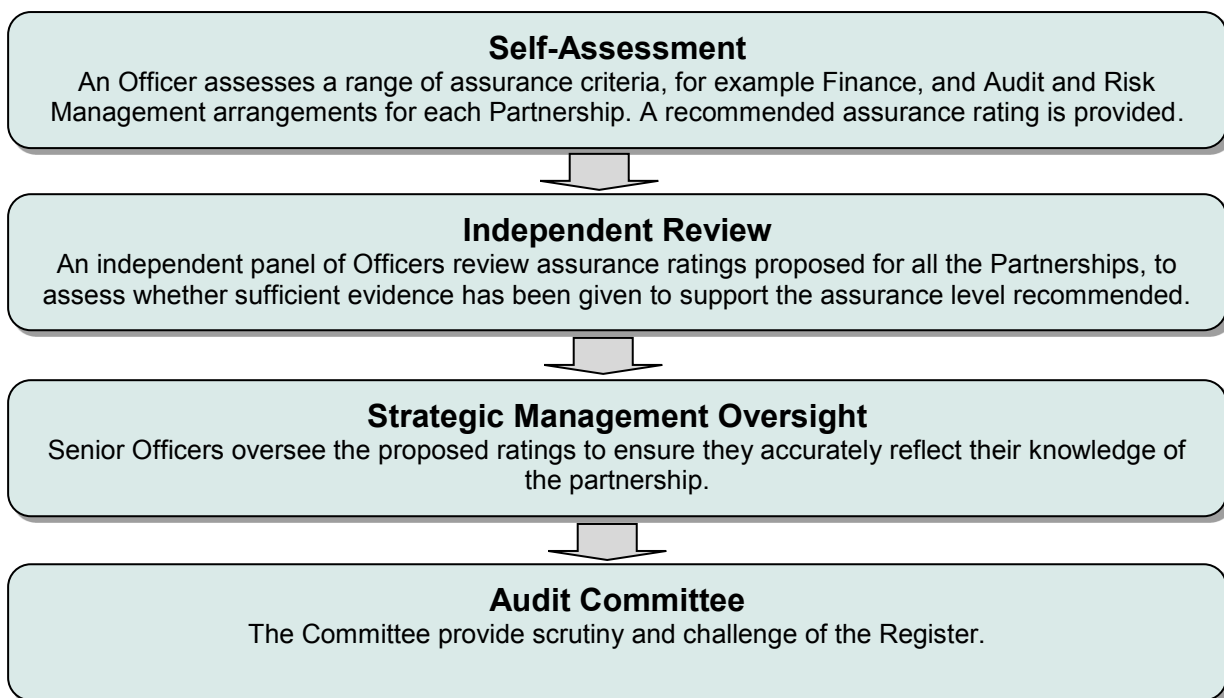 Self-Assessment
An Officer assesses a range of assurance criteria, for example Finance, and Audit and Risk
Management arrangements for each Partnership. A recommended assurance rating is provided.
Independent Review
An independent panel of Officers review assurance ratings proposed for all the Partnerships, to
assess whether sufficient evidence has been given to support the assurance level recommended.
Strategic Management Oversight
Senior Officers oversee the proposed ratings to ensure they accurately reflect their knowledge of
the partnership.
Audit Committee
The Committee provide scrutiny and challenge of the Register.